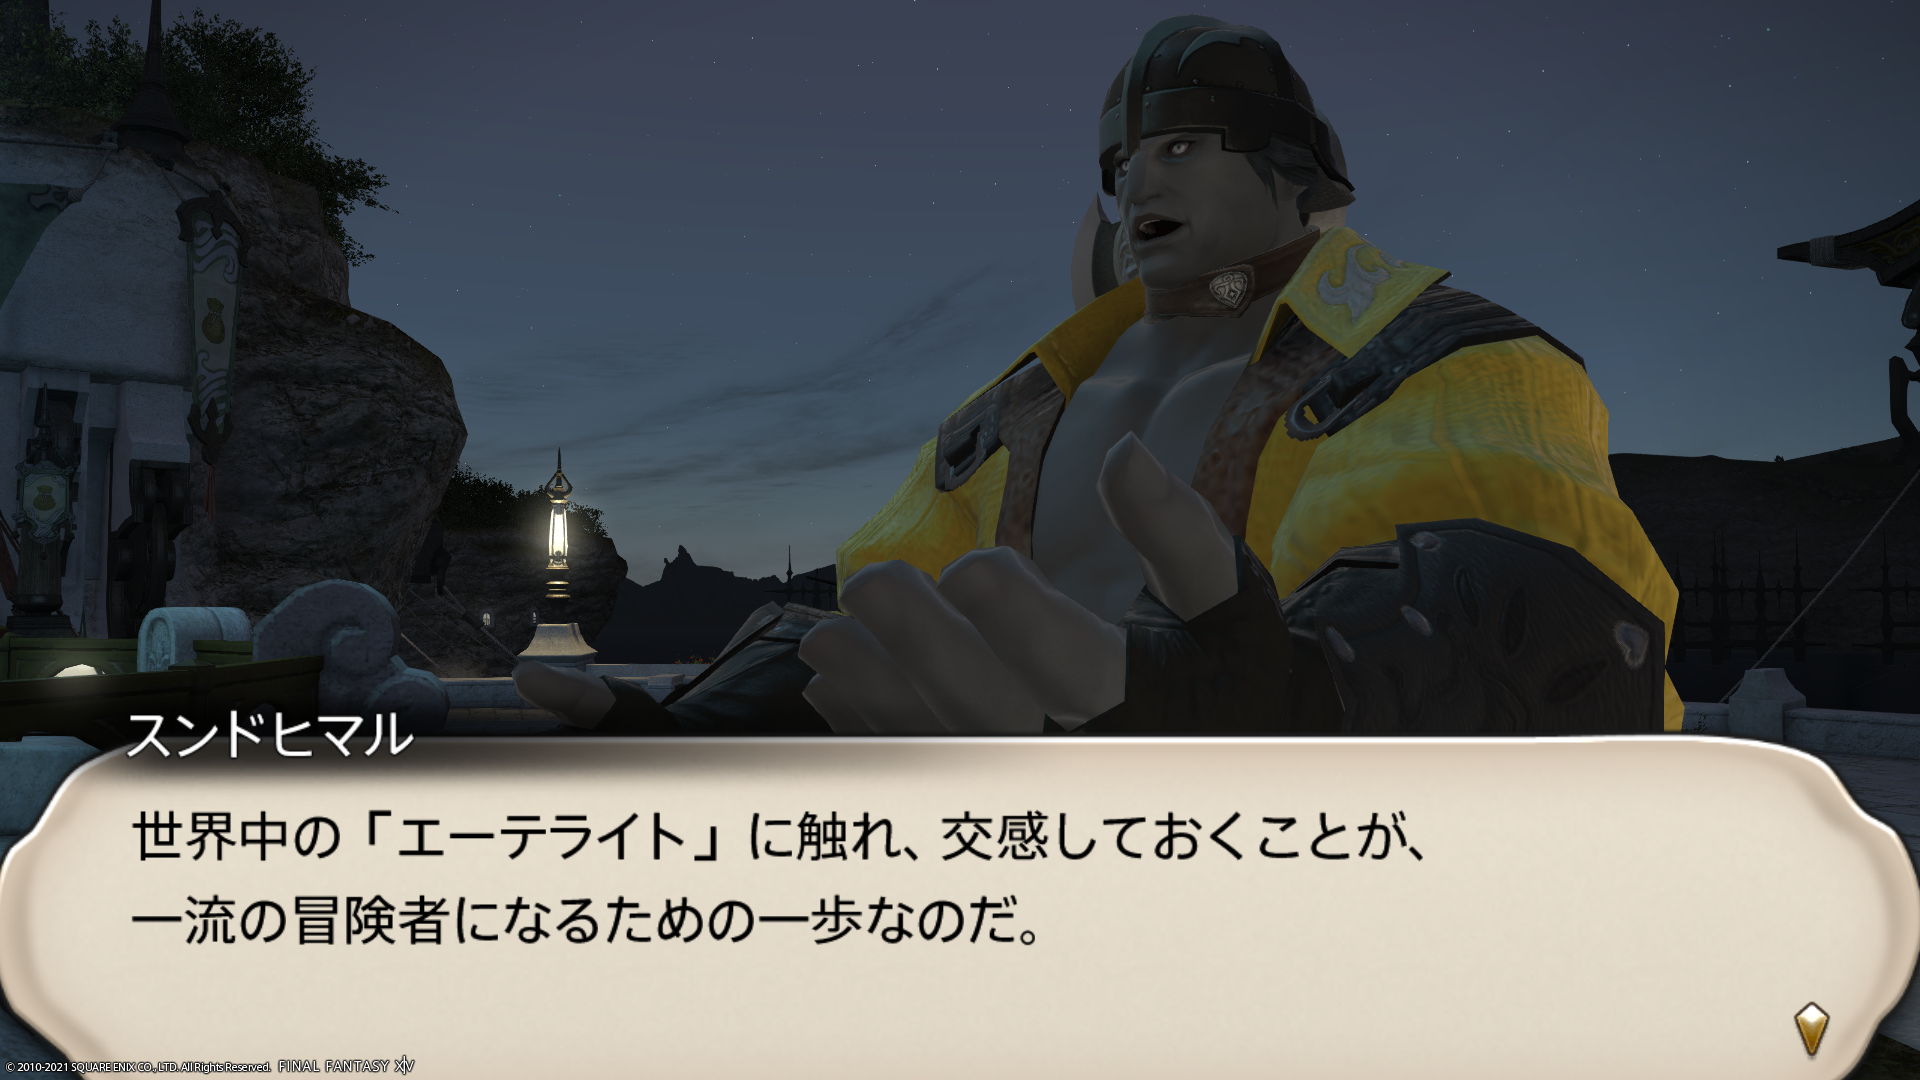 スンドヒマル
世界中の「エーテライト」に触れ、交感しておくことが、
一流の冒険者になるための一歩なのだ。
© 2010-2021 SQUARE ENIX CO., LTD. All Rights Reserved. FINAL FANTASY XIV